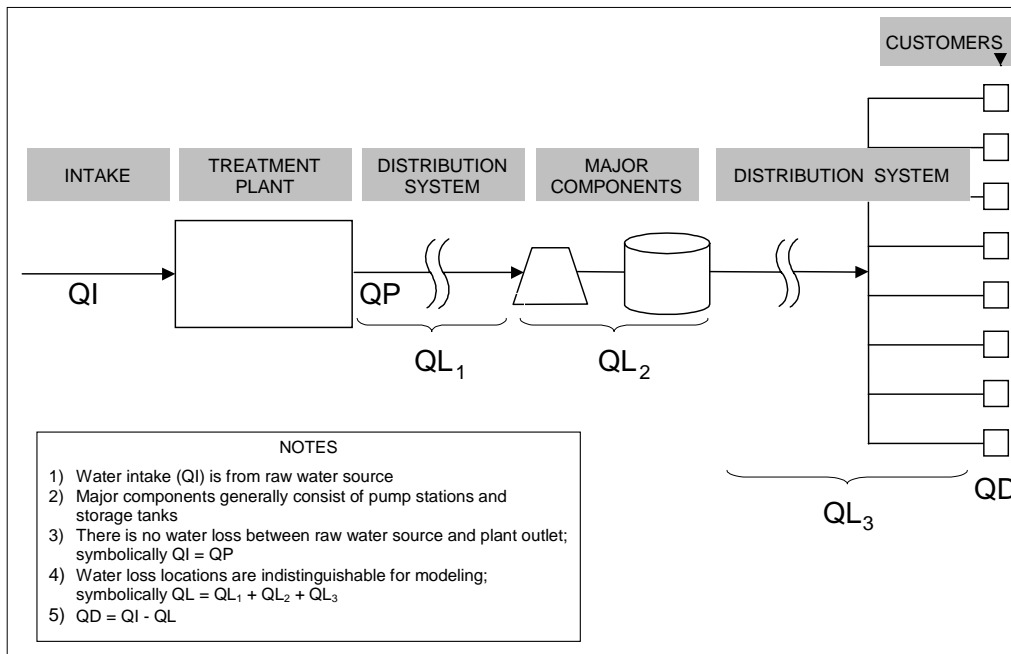 CUSTOMERS
INTAKE
TREATMENT
PLANT
DISTRIBUTION
SYSTEM
MAJOR
COMPONENTS
DISTRIBUTION SYSTEM
QI
QP
QL₁
QL₂
QL₃
QD
NOTES
1) Water intake (QI) is from raw water source
2) Major components generally consist of pump stations and
storage tanks
3) There is no water loss between raw water source and plant outlet;
symbolically QI = QP
4) Water loss locations are indistinguishable for modeling;
symbolically QL = QL₁ + QL₂ + QL₃
5) QD = QI - QL